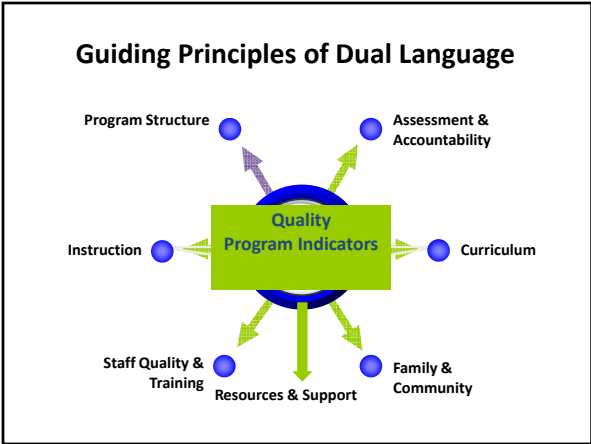 Guiding Principles of Dual Language
Program Structure
Assessment &
Accountability
Quality
Program Indicators
Instruction
Curriculum
Staff Quality &
Training
Resources & Support
Family &
Community